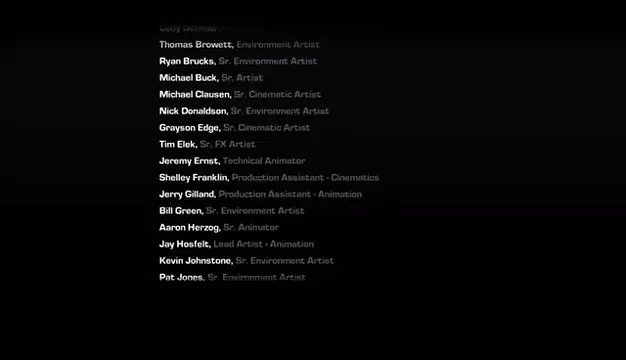 Thomas Browett, Environment Artist
Ryan Brucks, Sr. Environment Artist
Michael Buck, Sr. Artist
Michael Clausen, Sr. Cinematic Artist
Nick Donaldson, Sr. Environment Artist
Grayson Edge, Sr. Cinematic Artist
Tim Elek, Sr. FX Artist
Jeremy Ernst, Technical Animator
Shelley Franklin, Production Assistant - Cinematics
Jerry Gilland, Production Assistant - Animation
Bill Green, Sr. Environment Artist
Aaron Herzog, Sr. Animator
Jay Hosfelt, Lead Artist - Animation
Kevin Johnstone, Sr. Environment Artist
Pat Jones, Sr. Environment Artist